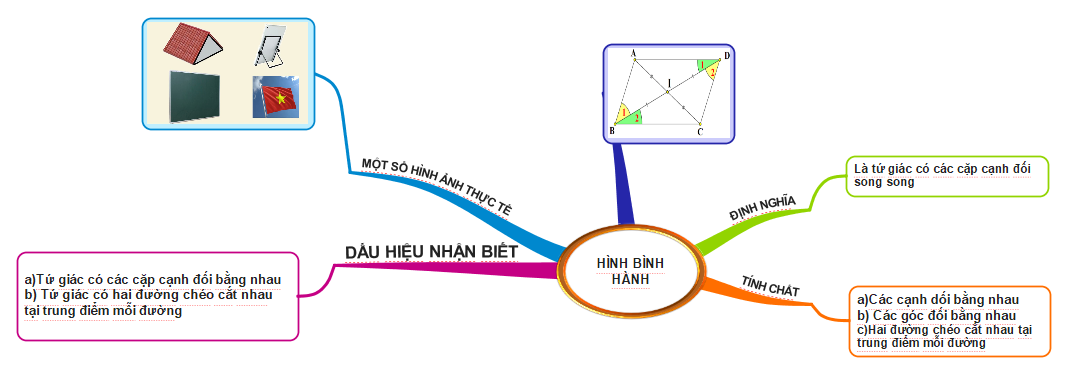 A
D
1
2
I
1
2
B
C
MỘT SỐ HÌNH ẢNH THỰC TẾ
ĐỊNH NGHĨA
Là tứ giác có các cặp cạnh đối
song song
DẤU HIỆU NHẬN BIẾT
HÌNH BÌNH
HÀNH
TÍNH CHẤT
a)Tứ giác có các cặp cạnh đối bằng nhau
b) Tứ giác có hai đường chéo cắt nhau
tại trung điểm mỗi đường
a)Các cạnh dối bằng nhau
b) Các góc đối bằng nhau
c)Hai đường chéo cắt nhau tại
trung điểm mỗi đường